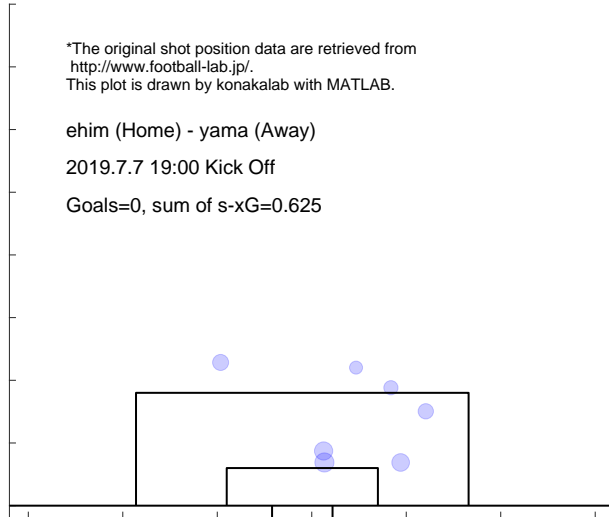 *The original shot position data are retrieved from
http://www.football-lab.jp/.
This plot is drawn by konakalab with MATLAB.
ehim (Home) - yama (Away)
2019.7.7 19:00 Kick Off
Goals=0, sum of s-xG=0.625